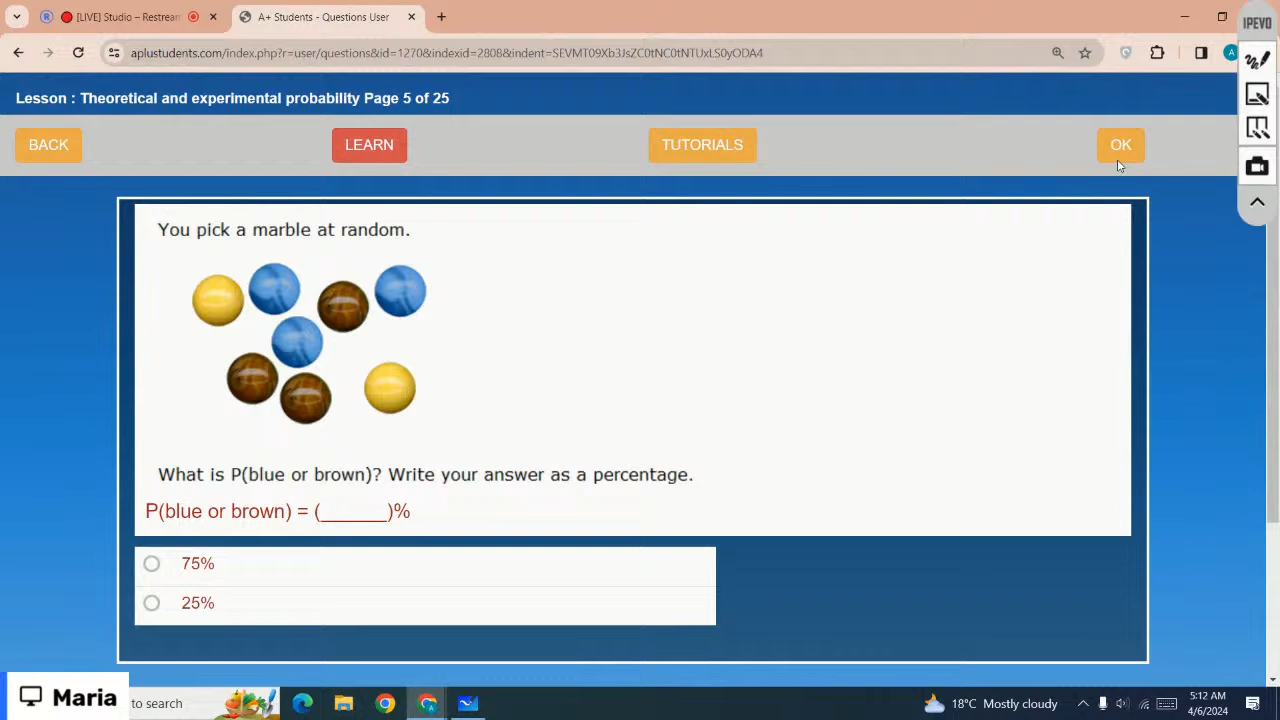 [LIVE] Studio – Restream
A+ Students - Questions User
aplustudents.com/index.php?r=user/questions&id=1270&indexid=2808&indent=SEVMT09Xb3JsZC0tNC0tNTUxLS0yODA4
IPEVO
Lesson : Theoretical and experimental probability Page 5 of 25
BACK
LEARN
TUTORIALS
OK
You pick a marble at random.
What is P(blue or brown)? Write your answer as a percentage.
P(blue or brown) = (______)%
75%
25%
Maria
to search
18°C Mostly cloudy
5:12 AM
4/6/2024